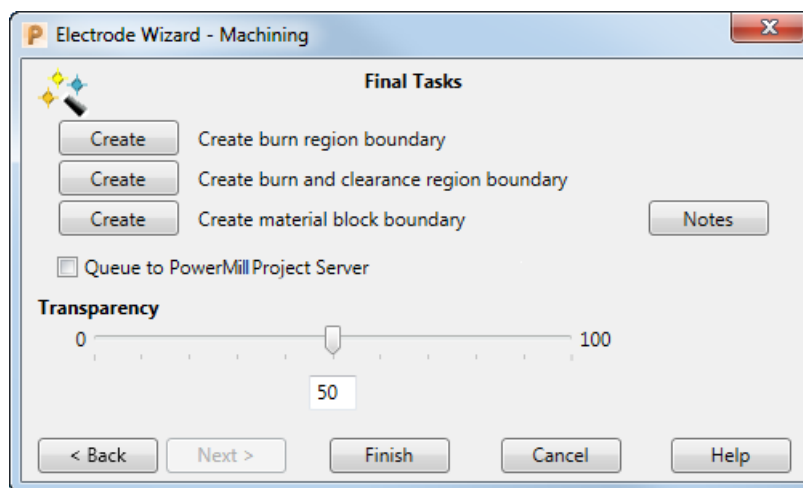 Electrode Wizard - Machining
Final Tasks
Create Create burn region boundary
Create Create burn and clearance region boundary
Create Create material block boundary Notes
Queue to PowerMill Project Server
Transparency
0 100
50
< Back Next > Finish Cancel Help